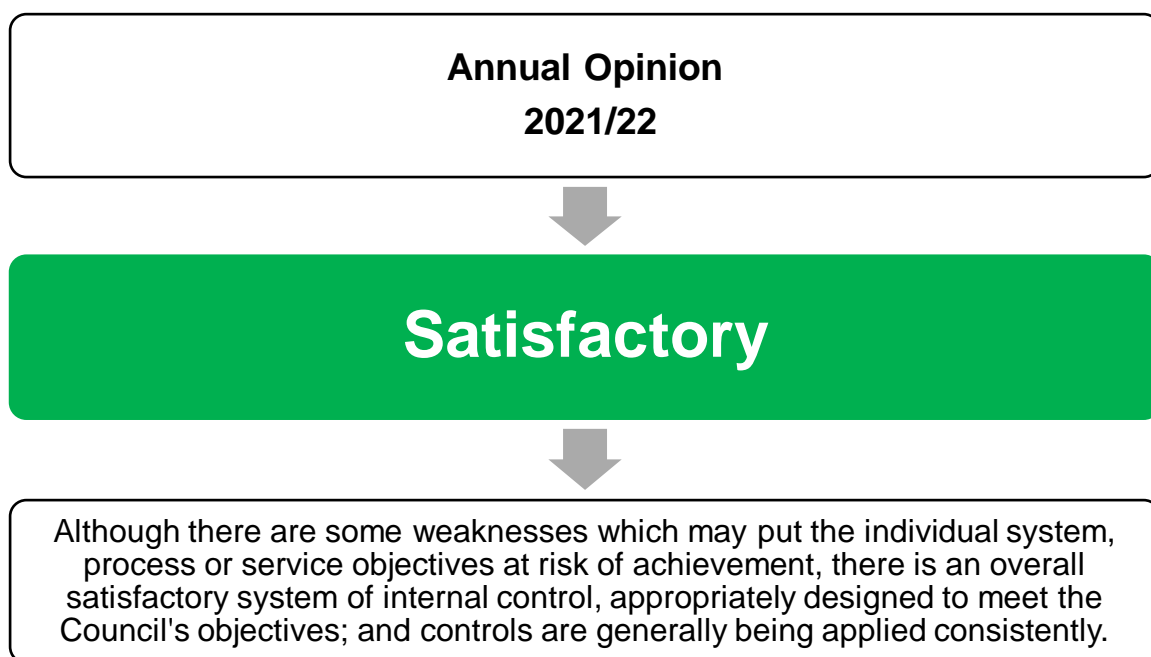 Annual Opinion
2021/22
Satisfactory
Although there are some weaknesses which may put the individual system,
process or service objectives at risk of achievement, there is an overall
satisfactory system of internal control, appropriately designed to meet the
Council's objectives; and controls are generally being applied consistently.